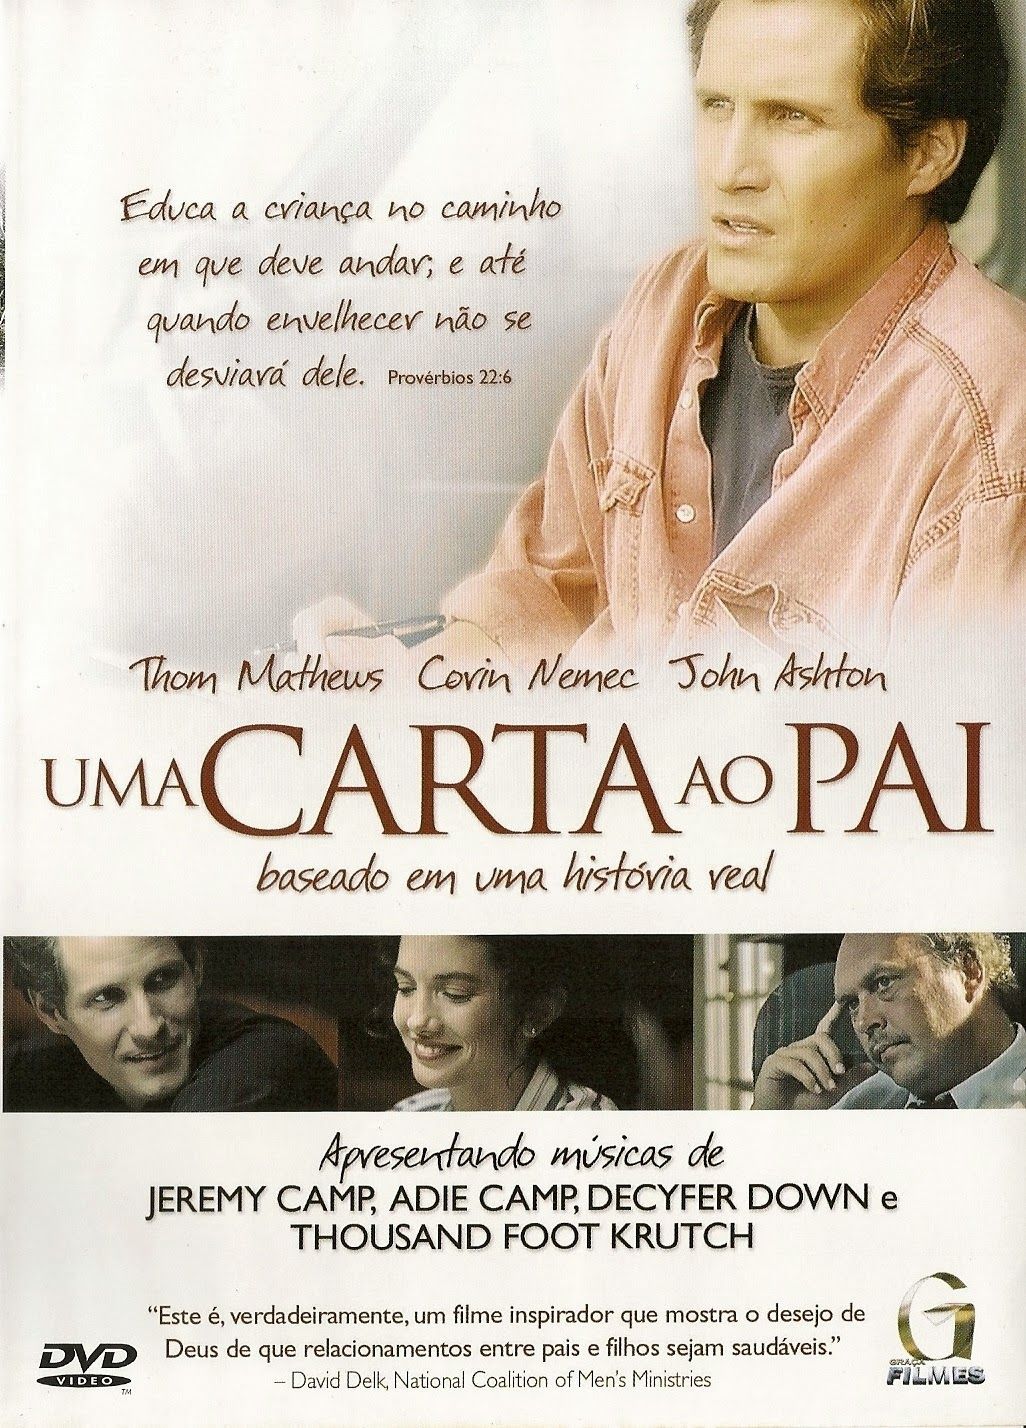 Educa a criança no caminho
em que deve andar; e até
quando envelhecer não se
desviará dele. Provérbios 22:6
Thom Mathews Corin Nemec John Ashton
UMA CARTA AO PAI
baseado em uma história real
Apresentando músicas de
JEREMY CAMP, ADIE CAMP, DECYFER DOWN e
THOUSAND FOOT KRUTCH
“Este é, verdadeiramente, um filme inspirador que mostra o desejo de
Deus de que relacionamentos entre pais e filhos sejam saudáveis.”
– David Delk, National Coalition of Men's Ministries
DVD
VIDEO
TM
G
GRAÇA
FILMES